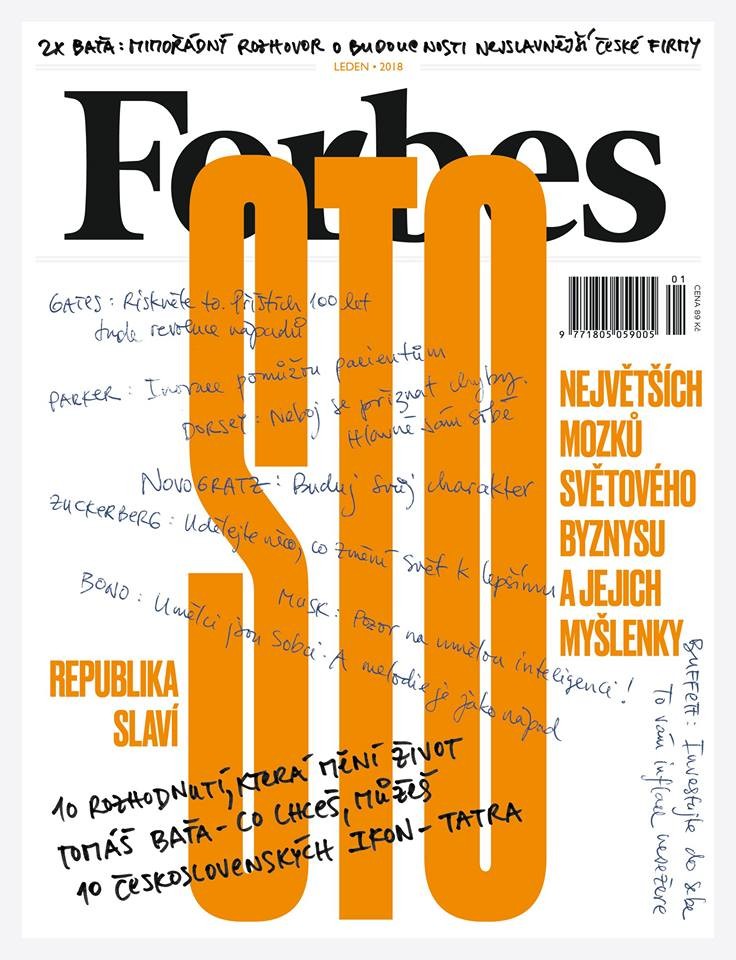 2X BAŤA: MIMOŘÁDNÝ ROZHOVOR O BUDOUCNOSTI NEJSLAVNĚJŠÍ ČESKÉ FIRMY
LEDEN • 2018
Forbes
STO
01
9 771805 059005
CENA 89 Kč
GATES: Riskněte to. Příštích 100 let
bude revoluce nápadů
PARKER: Inovace pomůžou pacientům
DORSEY: Neboj se přiznat chyby.
Hlavně sám sobě
NOVOGRATZ: Buduj svůj charakter
ZUCKERBERG: Udělejte něco, co změní svět k lepšímu
BONO: Umělci jsou sobci. A melodie je jako nápad
MUSK: Pozor na umělou inteligenci!
NEJVĚTŠÍCH
MOZKŮ
SVĚTOVÉHO
BYZNYSU
A JEJICH
MYŠLENKY
BUFFETT: Investujte do sebe
To vám inflace nesežere
REPUBLIKA
SLAVÍ
10 ROZHODNUTÍ, KTERÁ MĚNÍ ŽIVOT
TOMÁŠ BAŤA - CO CHCEŠ, MŮŽEŠ
10 ČESKOSLOVENSKÝCH IKON - TATRA